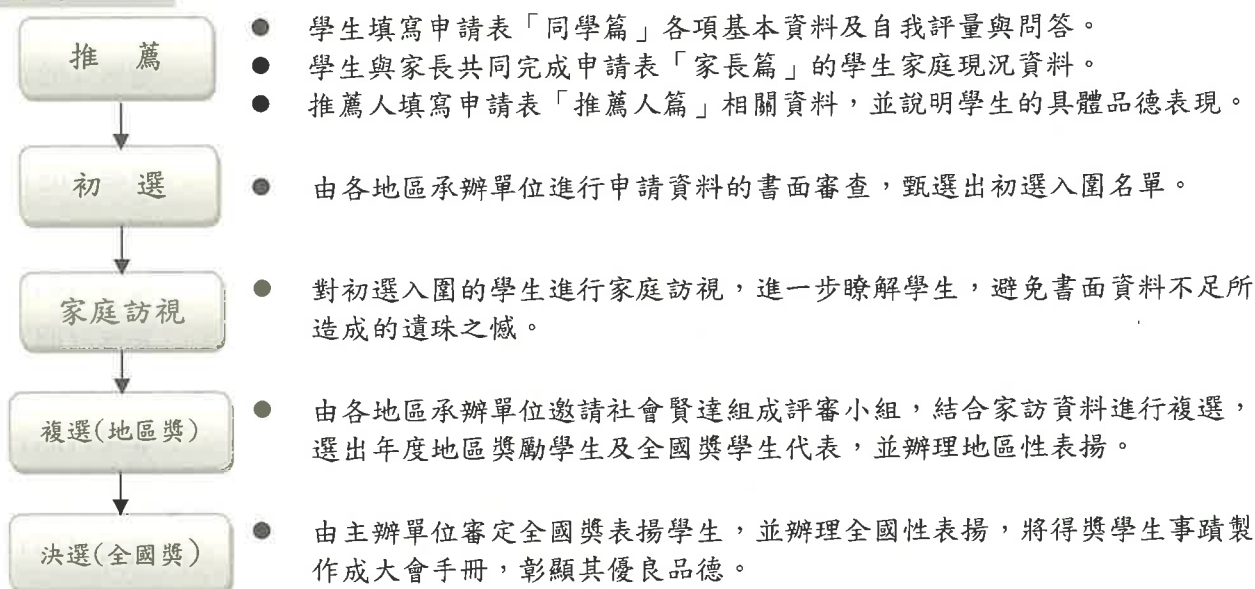 推 薦
● 學生填寫申請表「同學篇」各項基本資料及自我評量與問答。
● 學生與家長共同完成申請表「家長篇」的學生家庭現況資料。
● 推薦人填寫申請表「推薦人篇」相關資料，並說明學生的具體品德表現。
初 選
● 由各地區承辦單位進行申請資料的書面審查，甄選出初選入圍名單。
家庭訪視
● 對初選入圍的學生進行家庭訪視，進一步瞭解學生，避免書面資料不足所
造成的遺珠之憾。
複選(地區獎)
● 由各地區承辦單位邀請社會賢達組成評審小組，結合家訪資料進行複選，
選出年度地區獎勵學生及全國獎學生代表，並辦理地區性表揚。
決選(全國獎)
● 由主辦單位審定全國獎表揚學生，並辦理全國性表揚，將得獎學生事蹟製
作成大會手冊，彰顯其優良品德。